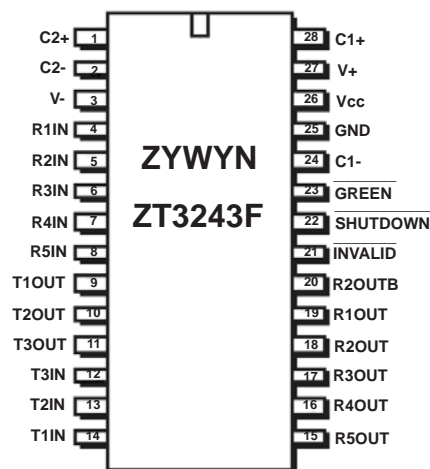 C2+ 1 28 C1+
C2- 2 27 V+
V- 3 26 Vcc
R1IN 4 25 GND
R2IN 5 24 C1-
R3IN 6 23 GREEN
R4IN 7 22 SHUTDOWN
R5IN 8 21 INVALID
T1OUT 9 20 R2OUTB
T2OUT 10 19 R1OUT
T3OUT 11 18 R2OUT
T3IN 12 17 R3OUT
T2IN 13 16 R4OUT
T1IN 14 15 R5OUT
ZYWYN
ZT3243F